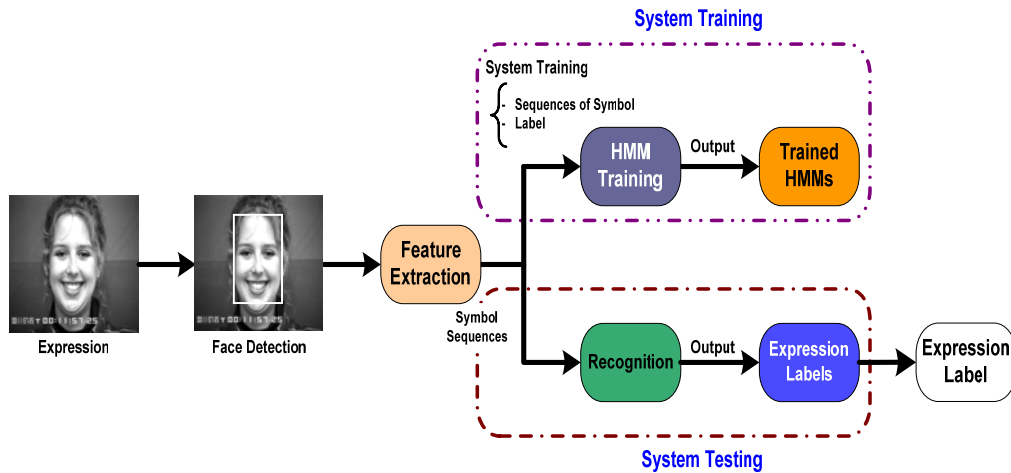 System Training
System Training
- Sequences of Symbol
- Label
HMM
Training
Output
Trained
HMMs
Feature
Extraction
Expression
Face Detection
Symbol
Sequences
Recognition
Output
Expression
Labels
Expression
Label
System Testing